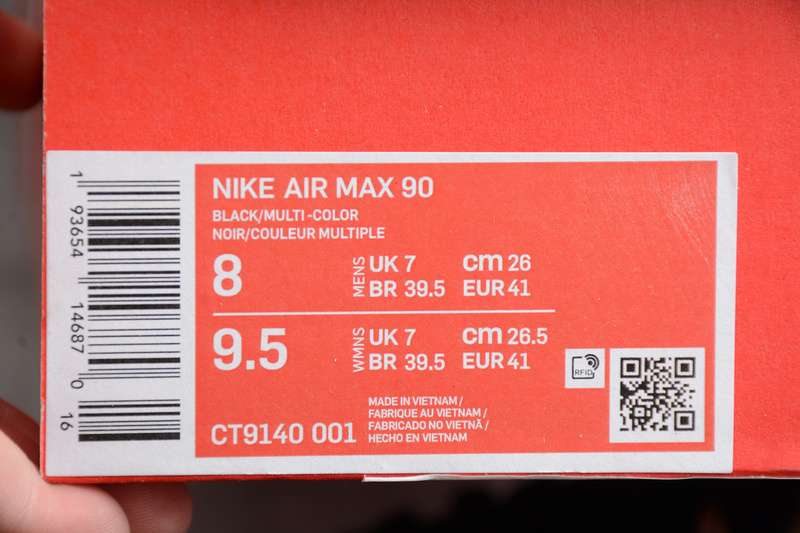 NIKE AIR MAX 90
BLACK/MULTI-COLOR
NOIR/COULEUR MULTIPLE
8 MENS UK 7 cm 26
BR 39.5 EUR 41
9.5 WMNS UK 7 cm 26.5
BR 39.5 EUR 41
CT9140 001
MADE IN VIETNAM /
FABRIQUE AU VIETNAM /
FABRICADO NO VIETNÃ /
HECHO EN VIETNAM
RFID
1 93654 14687 0 16